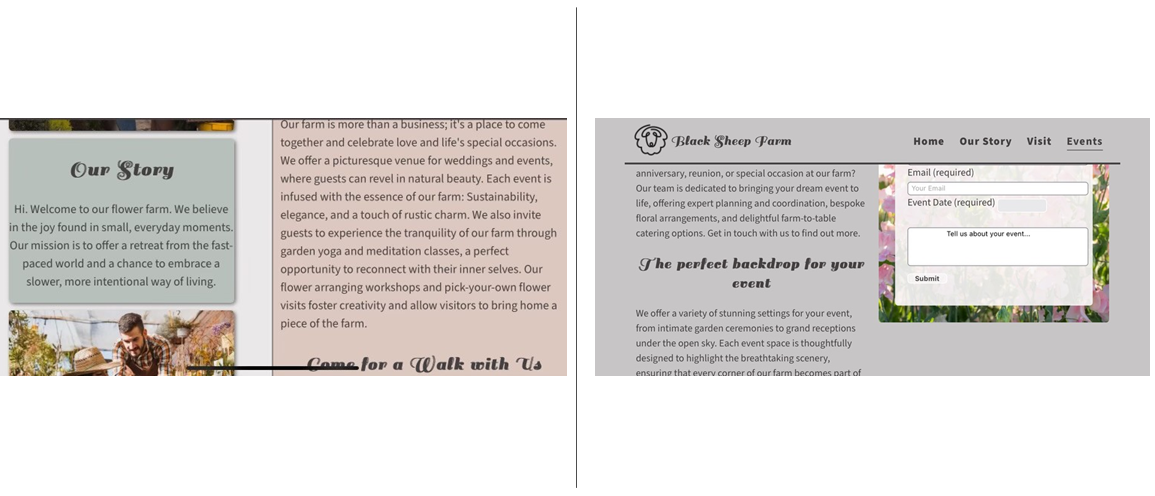 Our Story
Hi. Welcome to our flower farm. We believe
in the joy found in small, everyday moments.
Our mission is to offer a retreat from the fast-
paced world and a chance to embrace a
slower, more intentional way of living.
Our farm is more than a business; it's a place to come
together and celebrate love and life's special occasions.
We offer a picturesque venue for weddings and events,
where guests can revel in natural beauty. Each event is
infused with the essence of our farm: Sustainability,
elegance, and a touch of rustic charm. We also invite
guests to experience the tranquility of our farm through
garden yoga and meditation classes, a perfect
opportunity to reconnect with their inner selves. Our
flower arranging workshops and pick-your-own flower
visits foster creativity and allow visitors to bring home a
piece of the farm.
Come for a Walk with Us
Black Sheep Farm
Home Our Story Visit Events
anniversary, reunion, or special occasion at our farm?
Our team is dedicated to bringing your dream event to
life, offering expert planning and coordination, bespoke
floral arrangements, and delightful farm-to-table
catering options. Get in touch with us to find out more.
The perfect backdrop for your
event
We offer a variety of stunning settings for your event,
from intimate garden ceremonies to grand receptions
under the open sky. Each event space is thoughtfully
designed to highlight the breathtaking scenery,
ensuring that every corner of our farm becomes part of
Email (required)
Your Email
Event Date (required)
Tell us about your event...
Submit